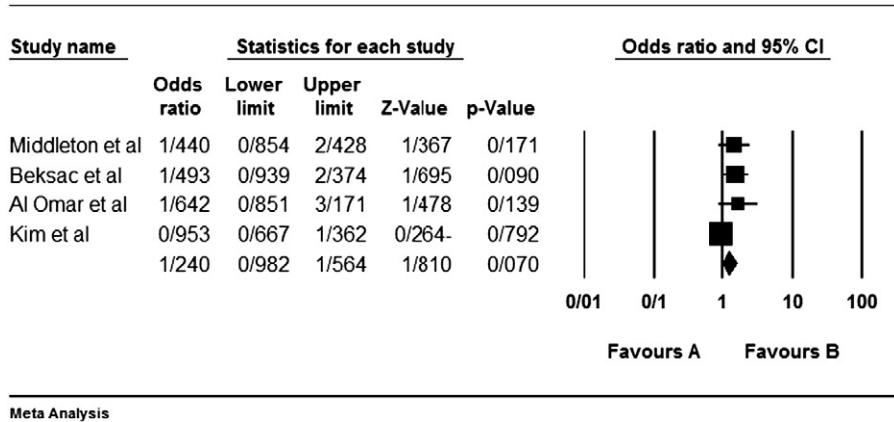 Study name Statistics for each study Odds ratio and 95% CI
Odds Lower Upper
ratio limit limit Z-Value p-Value
Middleton et al 1/440 0/854 2/428 1/367 0/171
Beksac et al 1/493 0/939 2/374 1/695 0/090
Al Omar et al 1/642 0/851 3/171 1/478 0/139
Kim et al 0/953 0/667 1/362 0/264- 0/792
1/240 0/982 1/564 1/810 0/070
0/01 0/1 1 10 100
Favours A Favours B
Meta Analysis